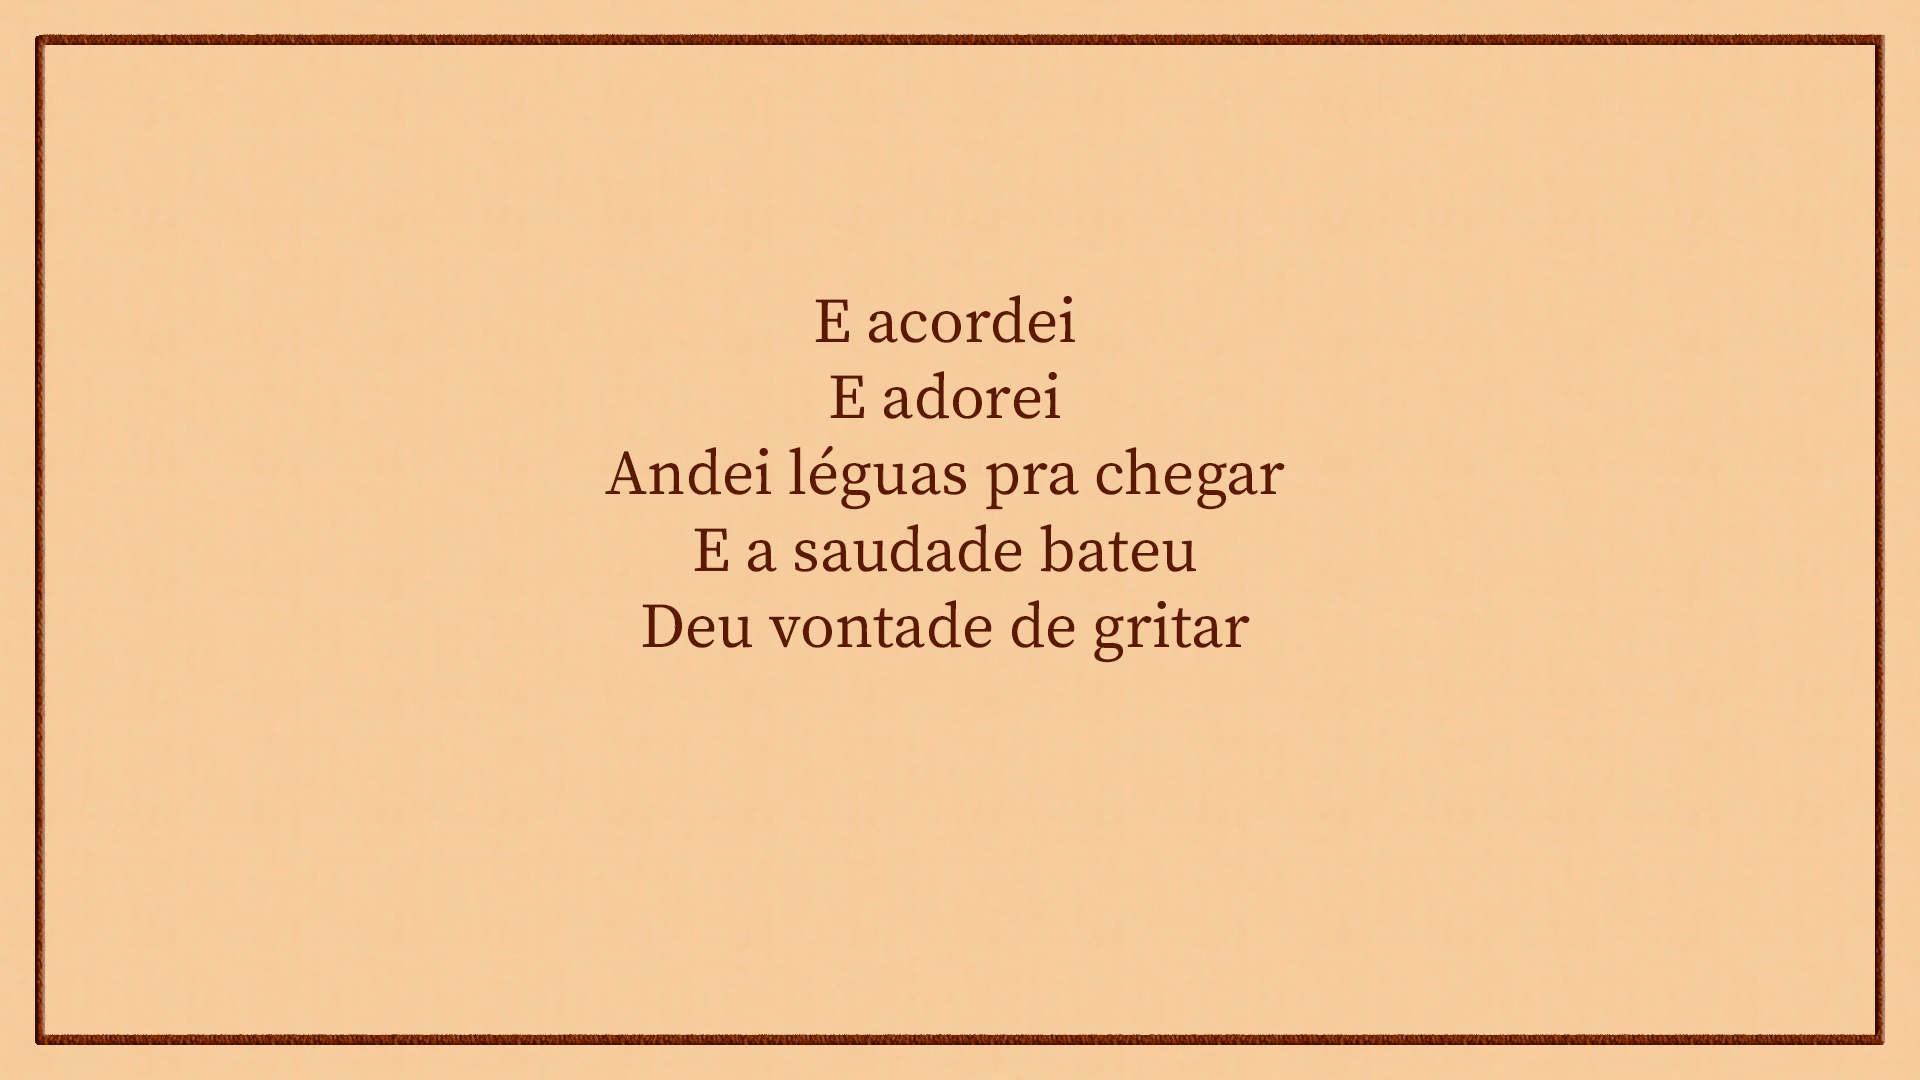 E acordei
E adorei
Andei léguas pra chegar
E a saudade bateu
Deu vontade de gritar